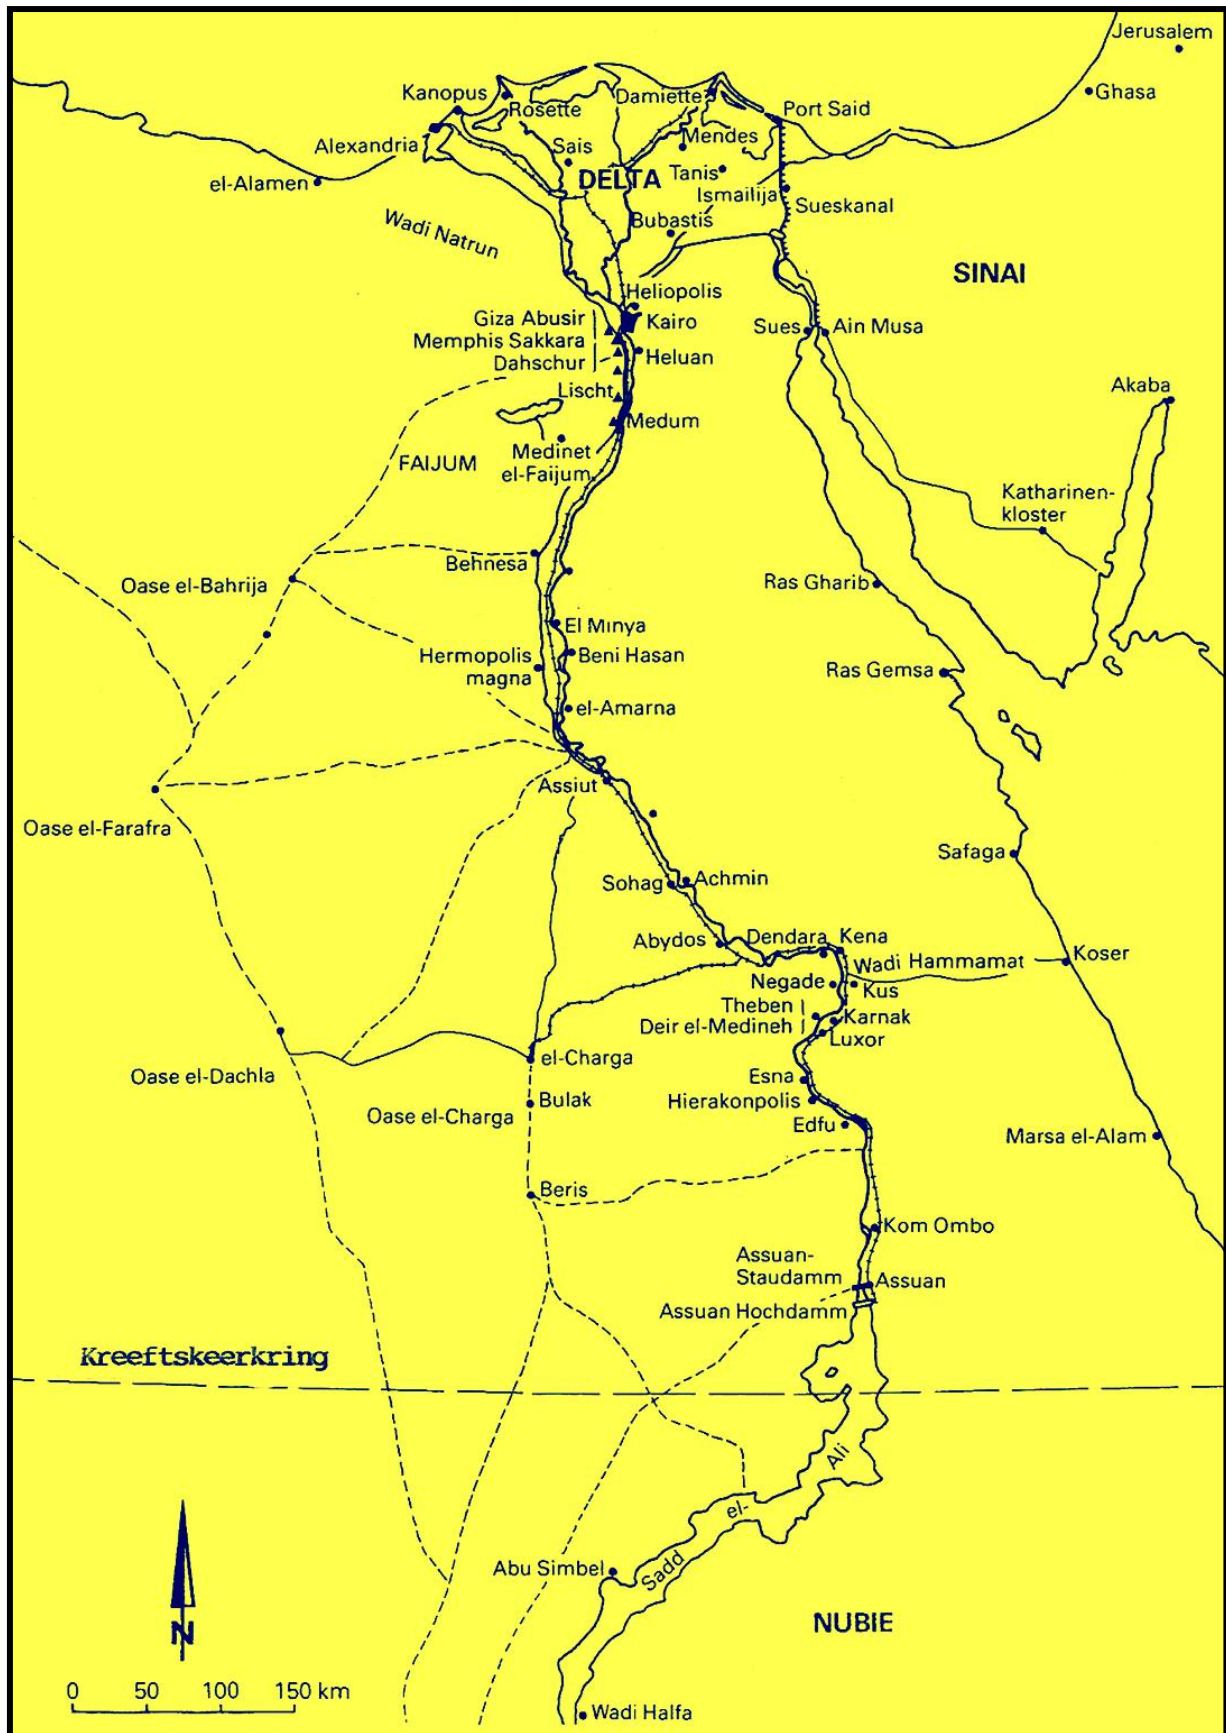 Jerusalem
Ghasa
Kanopus
Rosette
Damiette
Port Said
Alexandria
Sais
Mendes
el-Alamen
DELTA
Tanis
Ismailija
Sueskanal
Wadi Natrun
Bubastis
SINAI
Heliopolis
Giza Abusir
Kairo
Sues
Ain Musa
Memphis Sakkara
Dahschur
Heluan
Lischt
Akaba
Medum
FAIJUM
Medinet
el-Faijum
Katharinen-
kloster
Behnesa
Oase el-Bahrija
Ras Gharib
El Minya
Hermopolis
magna
Beni Hasan
Ras Gemsa
el-Amarna
Assiut
Oase el-Farafra
Safaga
Sohag
Achmin
Abydos
Dendara
Kena
Koser
Wadi Hammamat
Negade
Kus
Theben
Deir el-Medineh
Karnak
Luxor
el-Charga
Oase el-Dachla
Esna
Bulak
Hierakonpolis
Oase el-Charga
Edfu
Marsa el-Alam
Beris
Kom Ombo
Assuan-
Staudamm
Assuan
Assuan Hochdamm
Kreeftskeerkring
Sadd el-Ali
Abu Simbel
NUBIE
N
0 50 100 150 km
Wadi Halfa